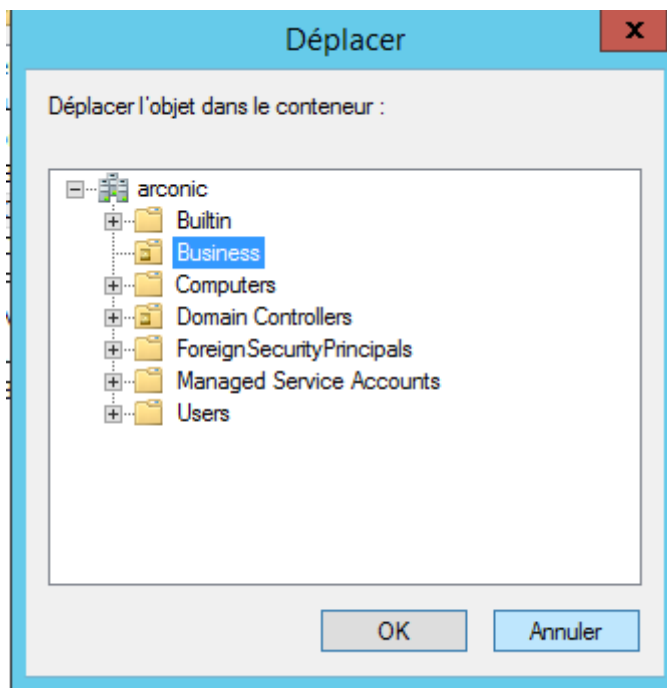 Déplacer
x
Déplacer l'objet dans le conteneur :
arconic
Builtin
Business
Computers
Domain Controllers
ForeignSecurityPrincipals
Managed Service Accounts
Users
OK
Annuler